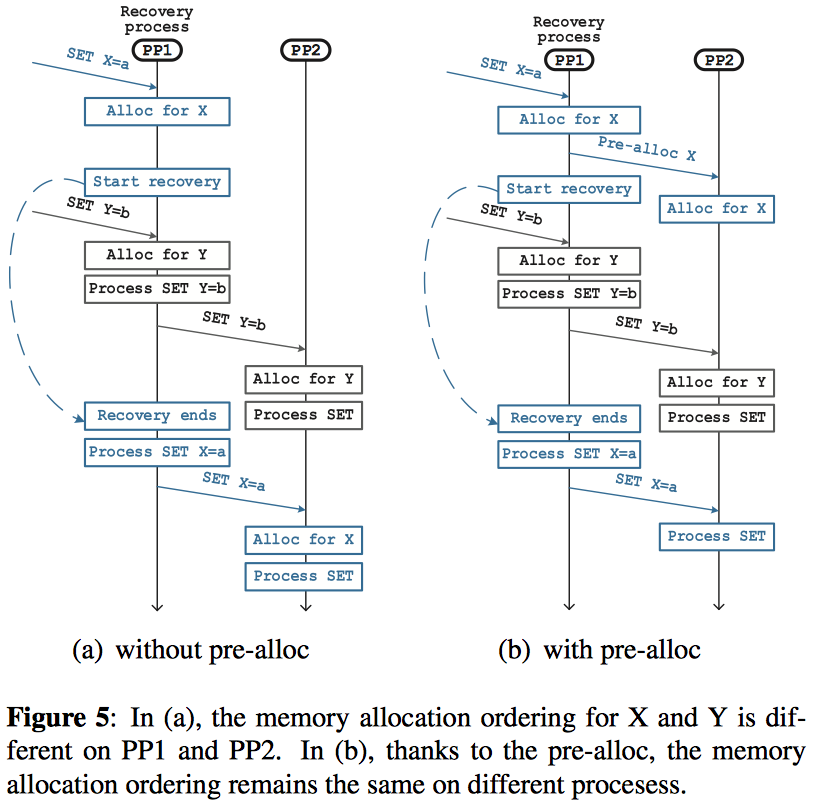 Recovery
process
PP1
PP2
SET X=a
Alloc for X
Start recovery
SET Y=b
Alloc for Y
Process SET Y=b
SET Y=b
Alloc for Y
Recovery ends
Process SET
Process SET X=a
SET X=a
Alloc for X
Process SET
(a) without pre-alloc
Recovery
process
PP1
PP2
SET X=a
Alloc for X
Pre-alloc X
Start recovery
Alloc for X
SET Y=b
Alloc for Y
Process SET Y=b
SET Y=b
Alloc for Y
Recovery ends
Process SET
Process SET X=a
SET X=a
Process SET
(b) with pre-alloc
Figure 5: In (a), the memory allocation ordering for X and Y is dif-
ferent on PP1 and PP2. In (b), thanks to the pre-alloc, the memory
allocation ordering remains the same on different procesess.